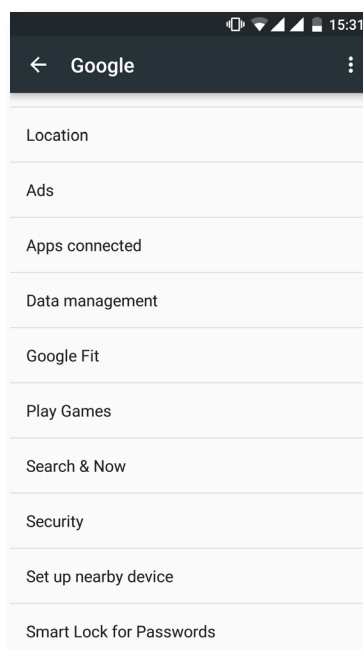 15:31
Google
Location
Ads
Apps connected
Data management
Google Fit
Play Games
Search & Now
Security
Set up nearby device
Smart Lock for Passwords